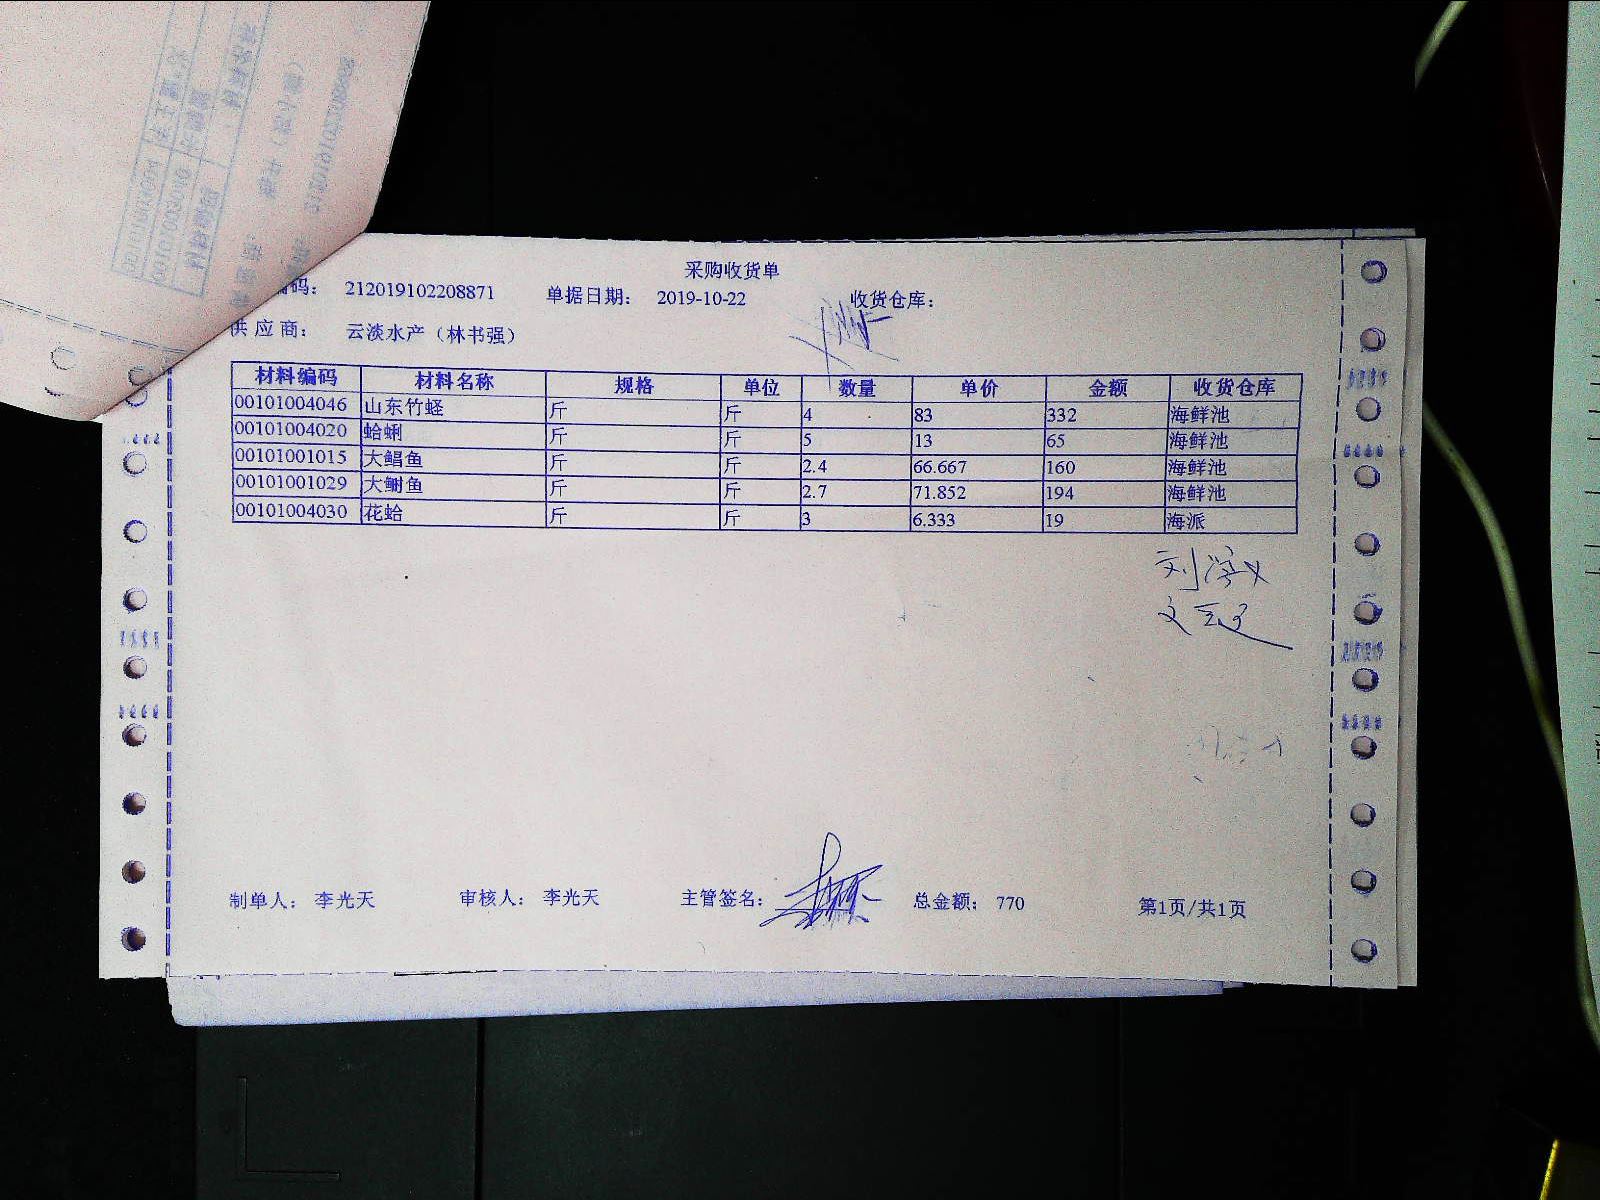 采购收货单
编码： 212019102208871 单据日期： 2019-10-22 收货仓库：
供 应 商： 云淡水产（林书强）
材料编码 材料名称 规格 单位 数量 单价 金额 收货仓库
00101004046 山东竹蛏 斤 斤 4 83 332 海鲜池
00101004020 蛤蜊 斤 斤 5 13 65 海鲜池
00101001015 大鲳鱼 斤 斤 2.4 66.667 160 海鲜池
00101001029 大鲥鱼 斤 斤 2.7 71.852 194 海鲜池
00101004030 花蛤 斤 斤 3 6.333 19 海派
制单人： 李光天 审核人： 李光天 主管签名： 总金额： 770 第1页/共1页